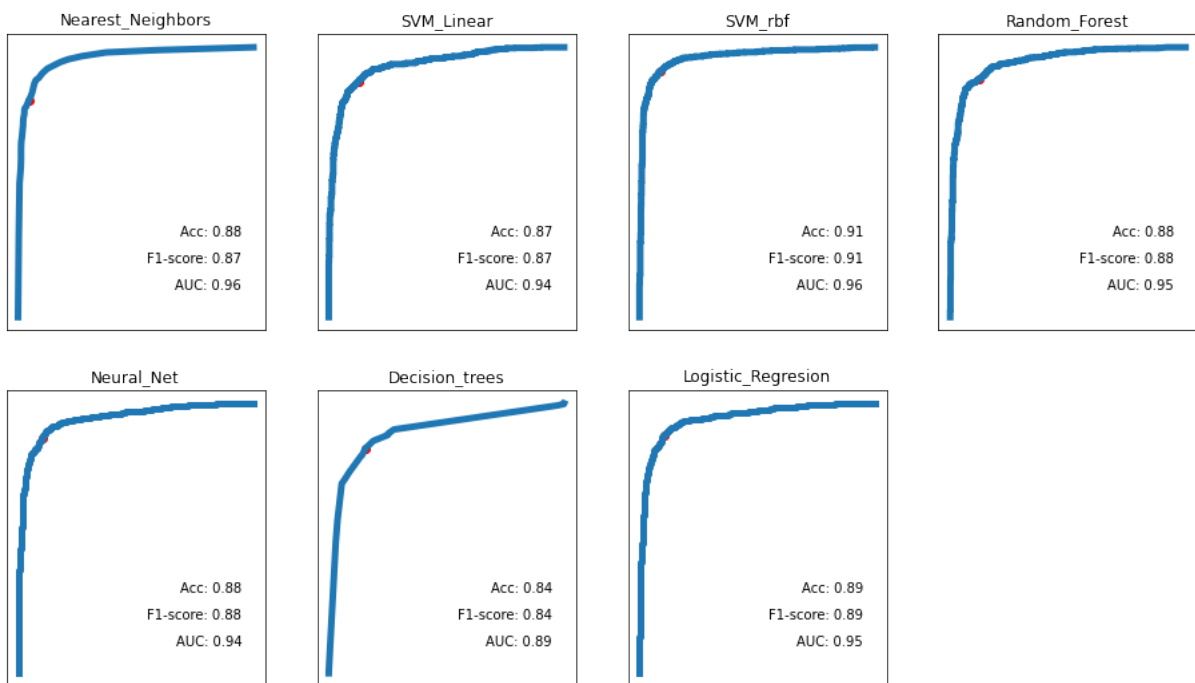 Nearest_Neighbors
Acc: 0.88
F1-score: 0.87
AUC: 0.96
SVM_Linear
Acc: 0.87
F1-score: 0.87
AUC: 0.94
SVM_rbf
Acc: 0.91
F1-score: 0.91
AUC: 0.96
Random_Forest
Acc: 0.88
F1-score: 0.88
AUC: 0.95
Neural_Net
Acc: 0.88
F1-score: 0.88
AUC: 0.94
Decision_trees
Acc: 0.84
F1-score: 0.84
AUC: 0.89
Logistic_Regresion
Acc: 0.89
F1-score: 0.89
AUC: 0.95